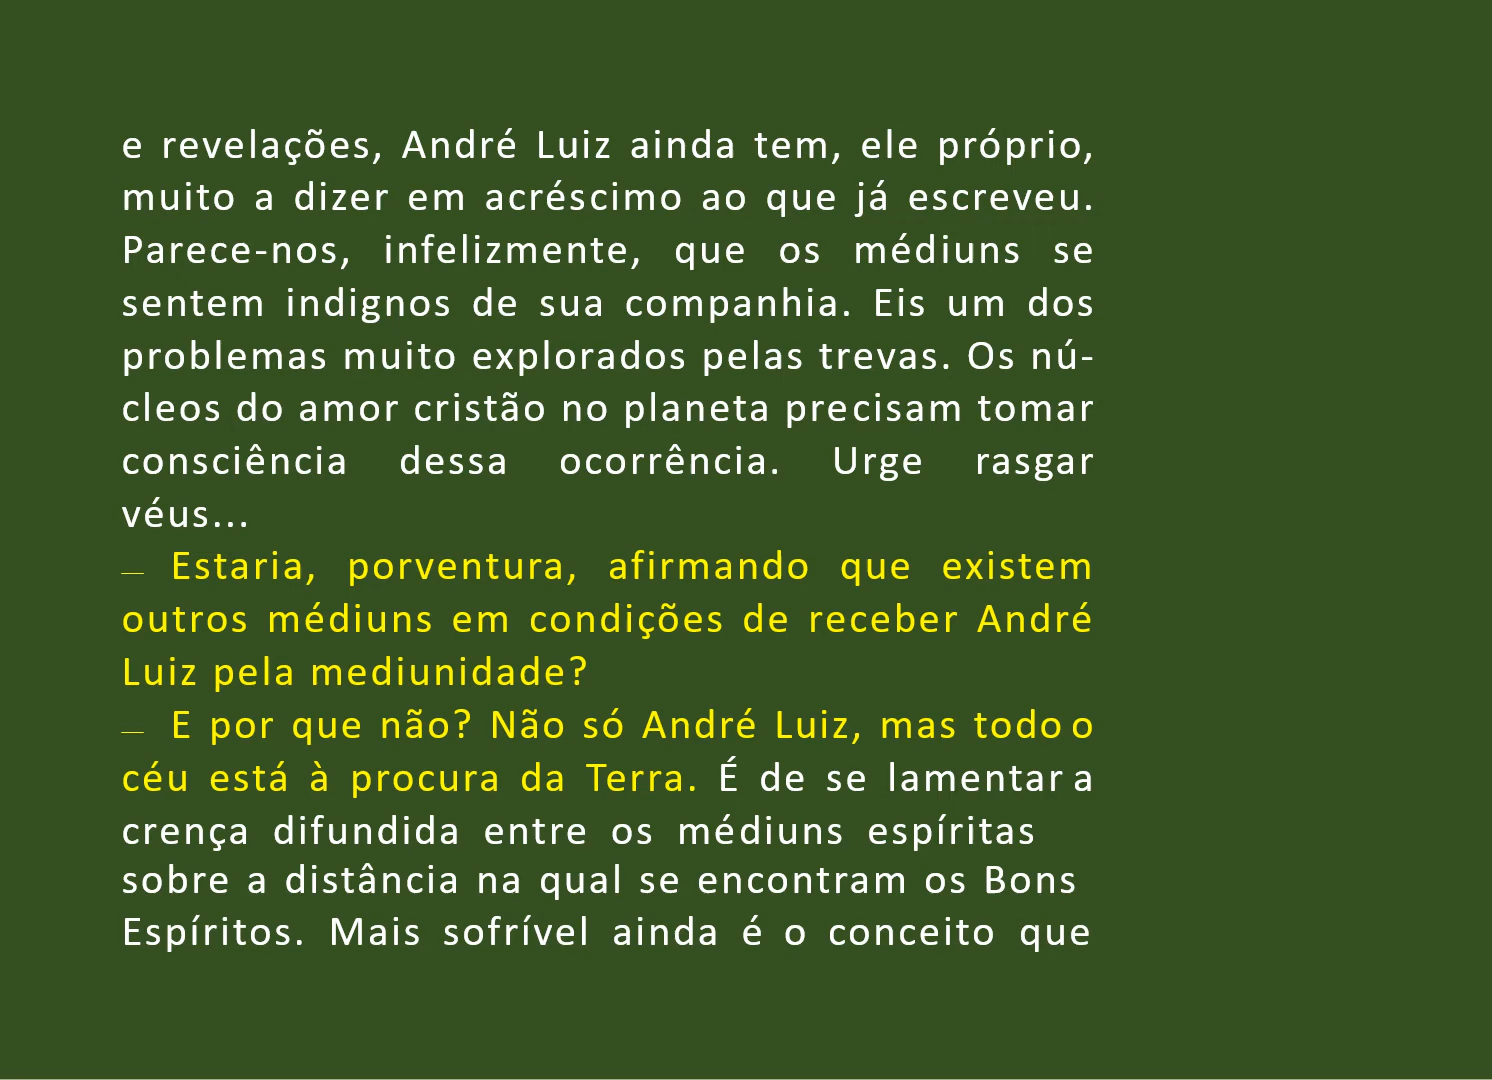 e revelações, André Luiz ainda tem, ele próprio,
muito a dizer em acréscimo ao que já escreveu.
Parece-nos, infelizmente, que os médiuns se
sentem indignos de sua companhia. Eis um dos
problemas muito explorados pelas trevas. Os nú-
cleos do amor cristão no planeta precisam tomar
consciência dessa ocorrência. Urge rasgar
véus...
— Estaria, porventura, afirmando que existem
outros médiuns em condições de receber André
Luiz pela mediunidade?
— E por que não? Não só André Luiz, mas todo o
céu está à procura da Terra. É de se lamentar a
crença difundida entre os médiuns espíritas
sobre a distância na qual se encontram os Bons
Espíritos. Mais sofrível ainda é o conceito que